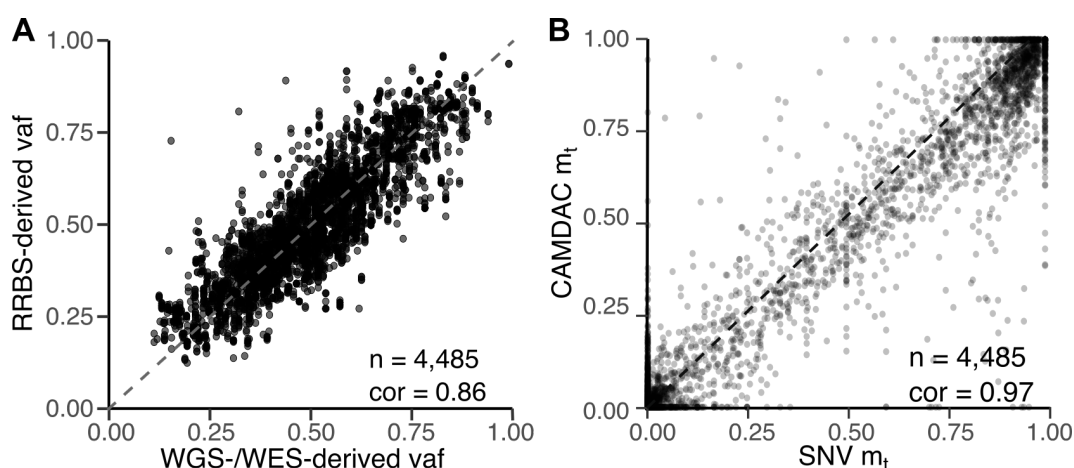 A
1.00
0.75
0.50
0.25
0.00
RRBS-derived vaf
n = 4,485
cor = 0.86
0.00 0.25 0.50 0.75 1.00
WGS-/WES-derived vaf
B
1.00
0.75
0.50
0.25
0.00
CAMDAC mt
n = 4,485
cor = 0.97
0.00 0.25 0.50 0.75 1.00
SNV mt